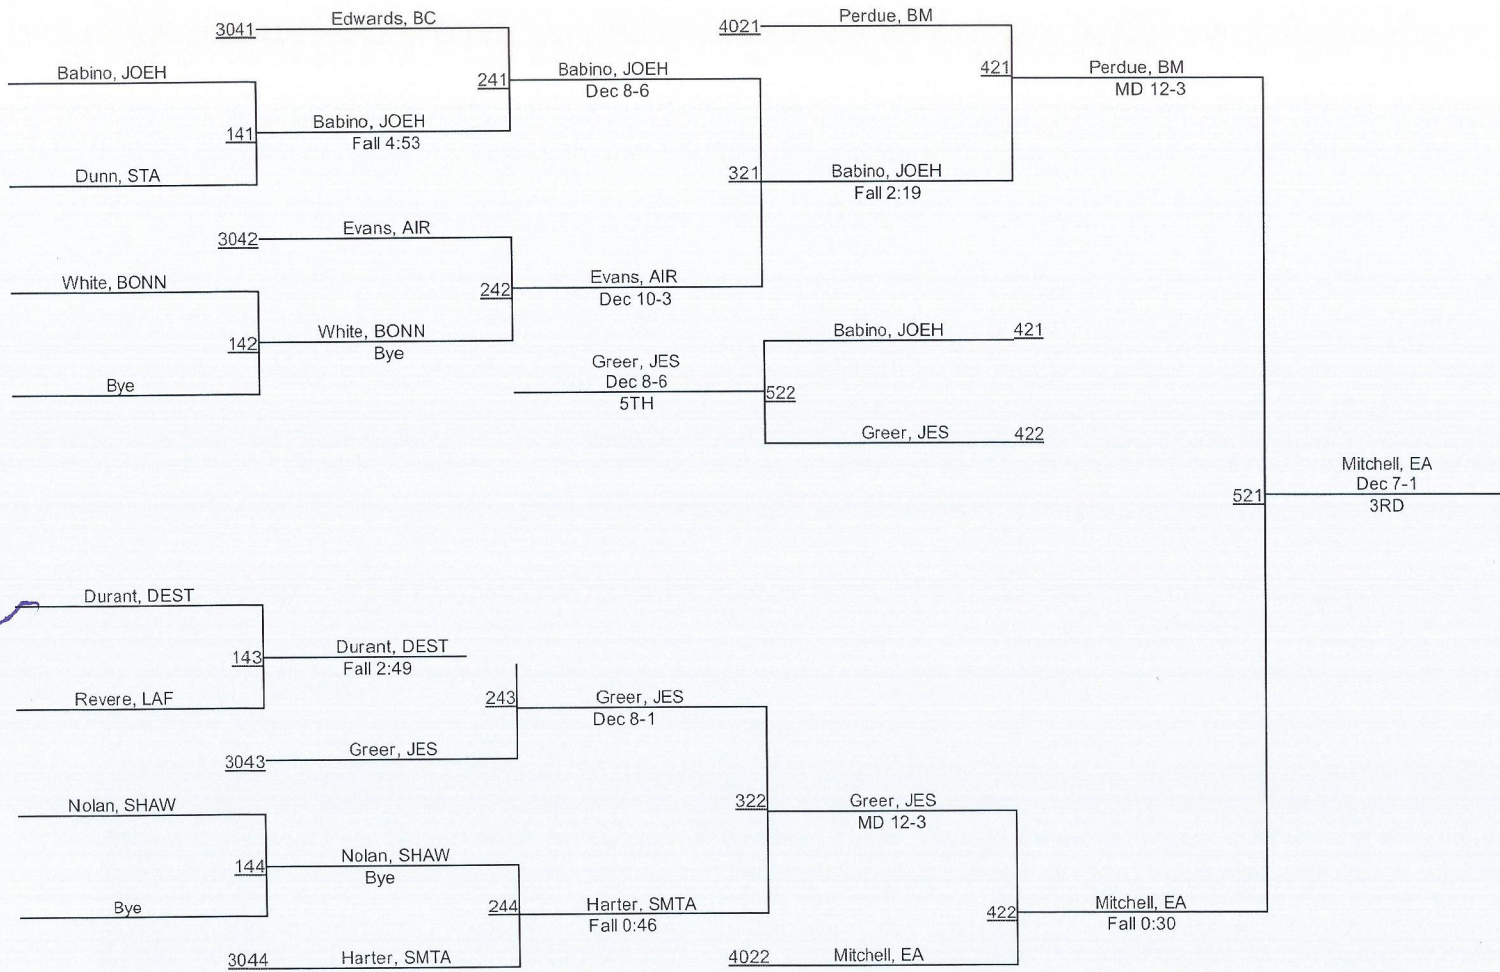 Edwards, BC
3041
Babino, JOEH
241
Babino, JOEH
Dec 8-6
141
Babino, JOEH
Fall 4:53
Dunn, STA
4021
Perdue, BM
421
Perdue, BM
MD 12-3
321
Babino, JOEH
Fall 2:19
3042
Evans, AIR
White, BONN
242
Evans, AIR
Dec 10-3
142
White, BONN
Bye
Bye
Babino, JOEH 421
Greer, JES
Dec 8-6
5TH
522
Greer, JES 422
521
Mitchell, EA
Dec 7-1
3RD
Durant, DEST
143
Durant, DEST
Fall 2:49
Revere, LAF
243
Greer, JES
Dec 8-1
3043
Greer, JES
Nolan, SHAW
322
Greer, JES
MD 12-3
144
Nolan, SHAW
Bye
Bye
244
Harter, SMTA
Fall 0:46
3044
Harter, SMTA
422
Mitchell, EA
Fall 0:30
4022
Mitchell, EA